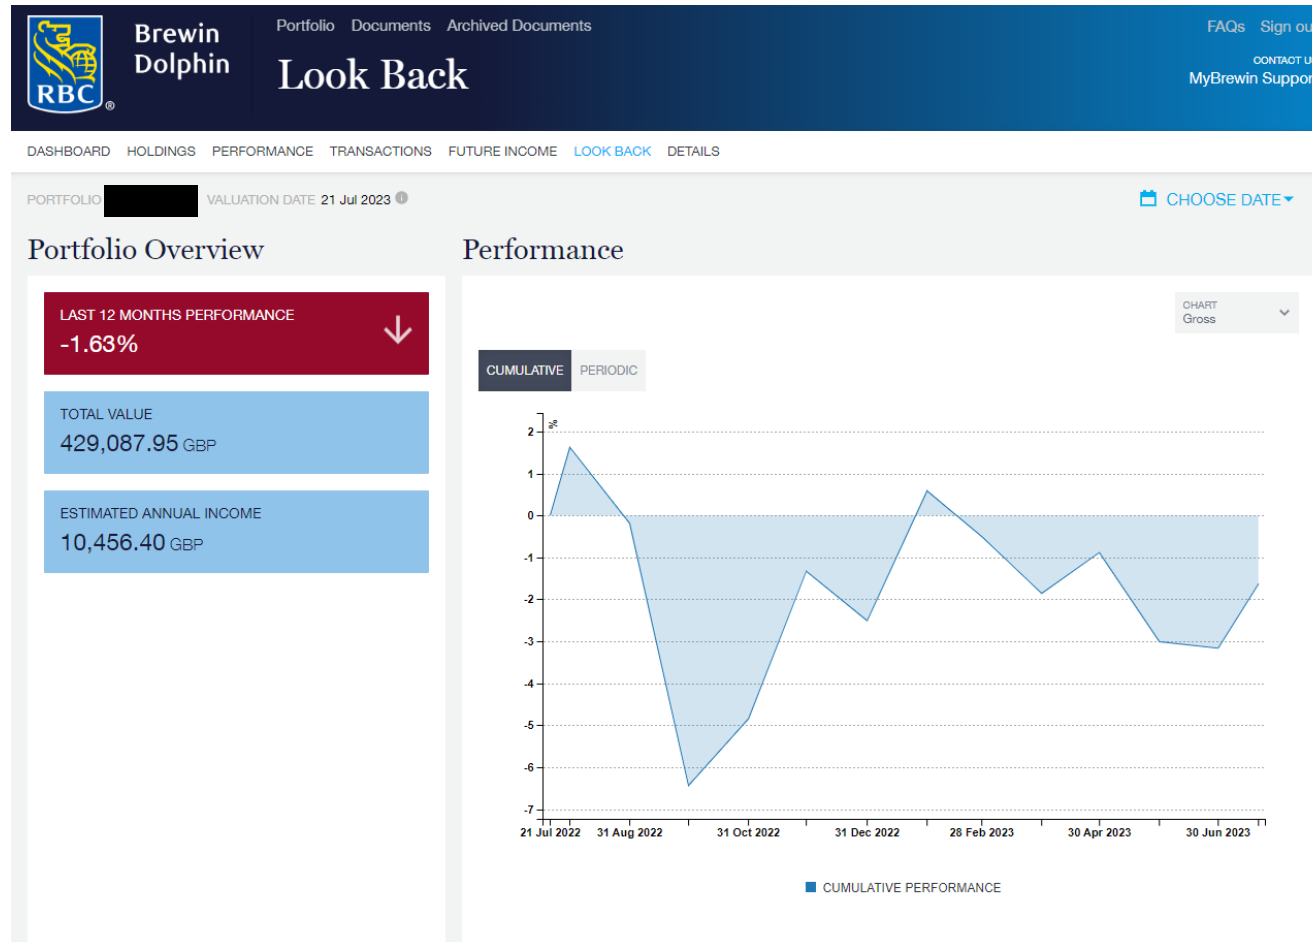 Portfolio Documents Archived Documents
FAQs Sign ou
Brewin
Dolphin
Look Back
CONTACT U
MyBrewin Suppor
RBC
®
DASHBOARD HOLDINGS PERFORMANCE TRANSACTIONS FUTURE INCOME LOOK BACK DETAILS
PORTFOLIO VALUATION DATE 21 Jul 2023
CHOOSE DATE
Portfolio Overview
LAST 12 MONTHS PERFORMANCE
-1.63%
TOTAL VALUE
429,087.95 GBP
ESTIMATED ANNUAL INCOME
10,456.40 GBP
Performance
CHART
Gross
CUMULATIVE PERIODIC
%
2
1
0
-1
-2
-3
-4
-5
-6
-7
21 Jul 2022 31 Aug 2022 31 Oct 2022 31 Dec 2022 28 Feb 2023 30 Apr 2023 30 Jun 2023
CUMULATIVE PERFORMANCE